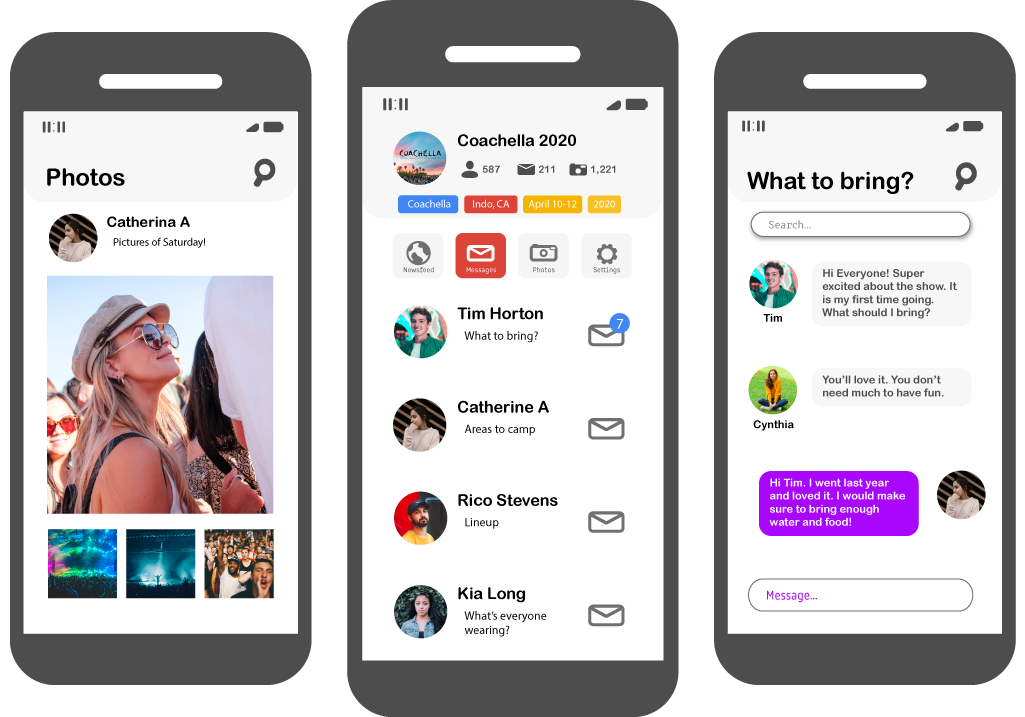 11:11
Photos
Catherina A
Pictures of Saturday!
11:11
COACHELLA
Coachella 2020
587 211 1,221
Coachella Indo, CA April 10-12 2020
Newsfeed Messages Photos Settings
Tim Horton
What to bring?
7
Catherine A
Areas to camp
Rico Stevens
Lineup
Kia Long
What's everyone
wearing?
11:11
What to bring?
Search...
Hi Everyone! Super
excited about the show. It
is my first time going.
What should I bring?
Tim
You'll love it. You don't
need much to have fun.
Cynthia
Hi Tim. I went last year
and loved it. I would make
sure to bring enough
water and food!
Message...